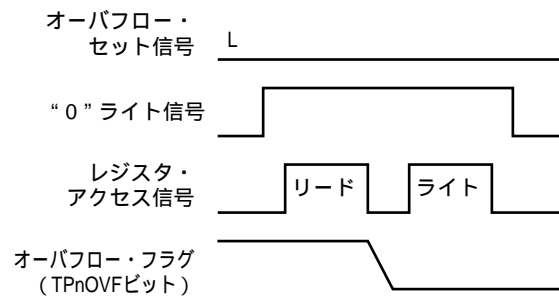 オーバフロー・
セット信号
L
“０”ライト信号
レジスタ・
アクセス信号
リード
ライト
オーバフロー・フラグ
（TPnOVFビット）